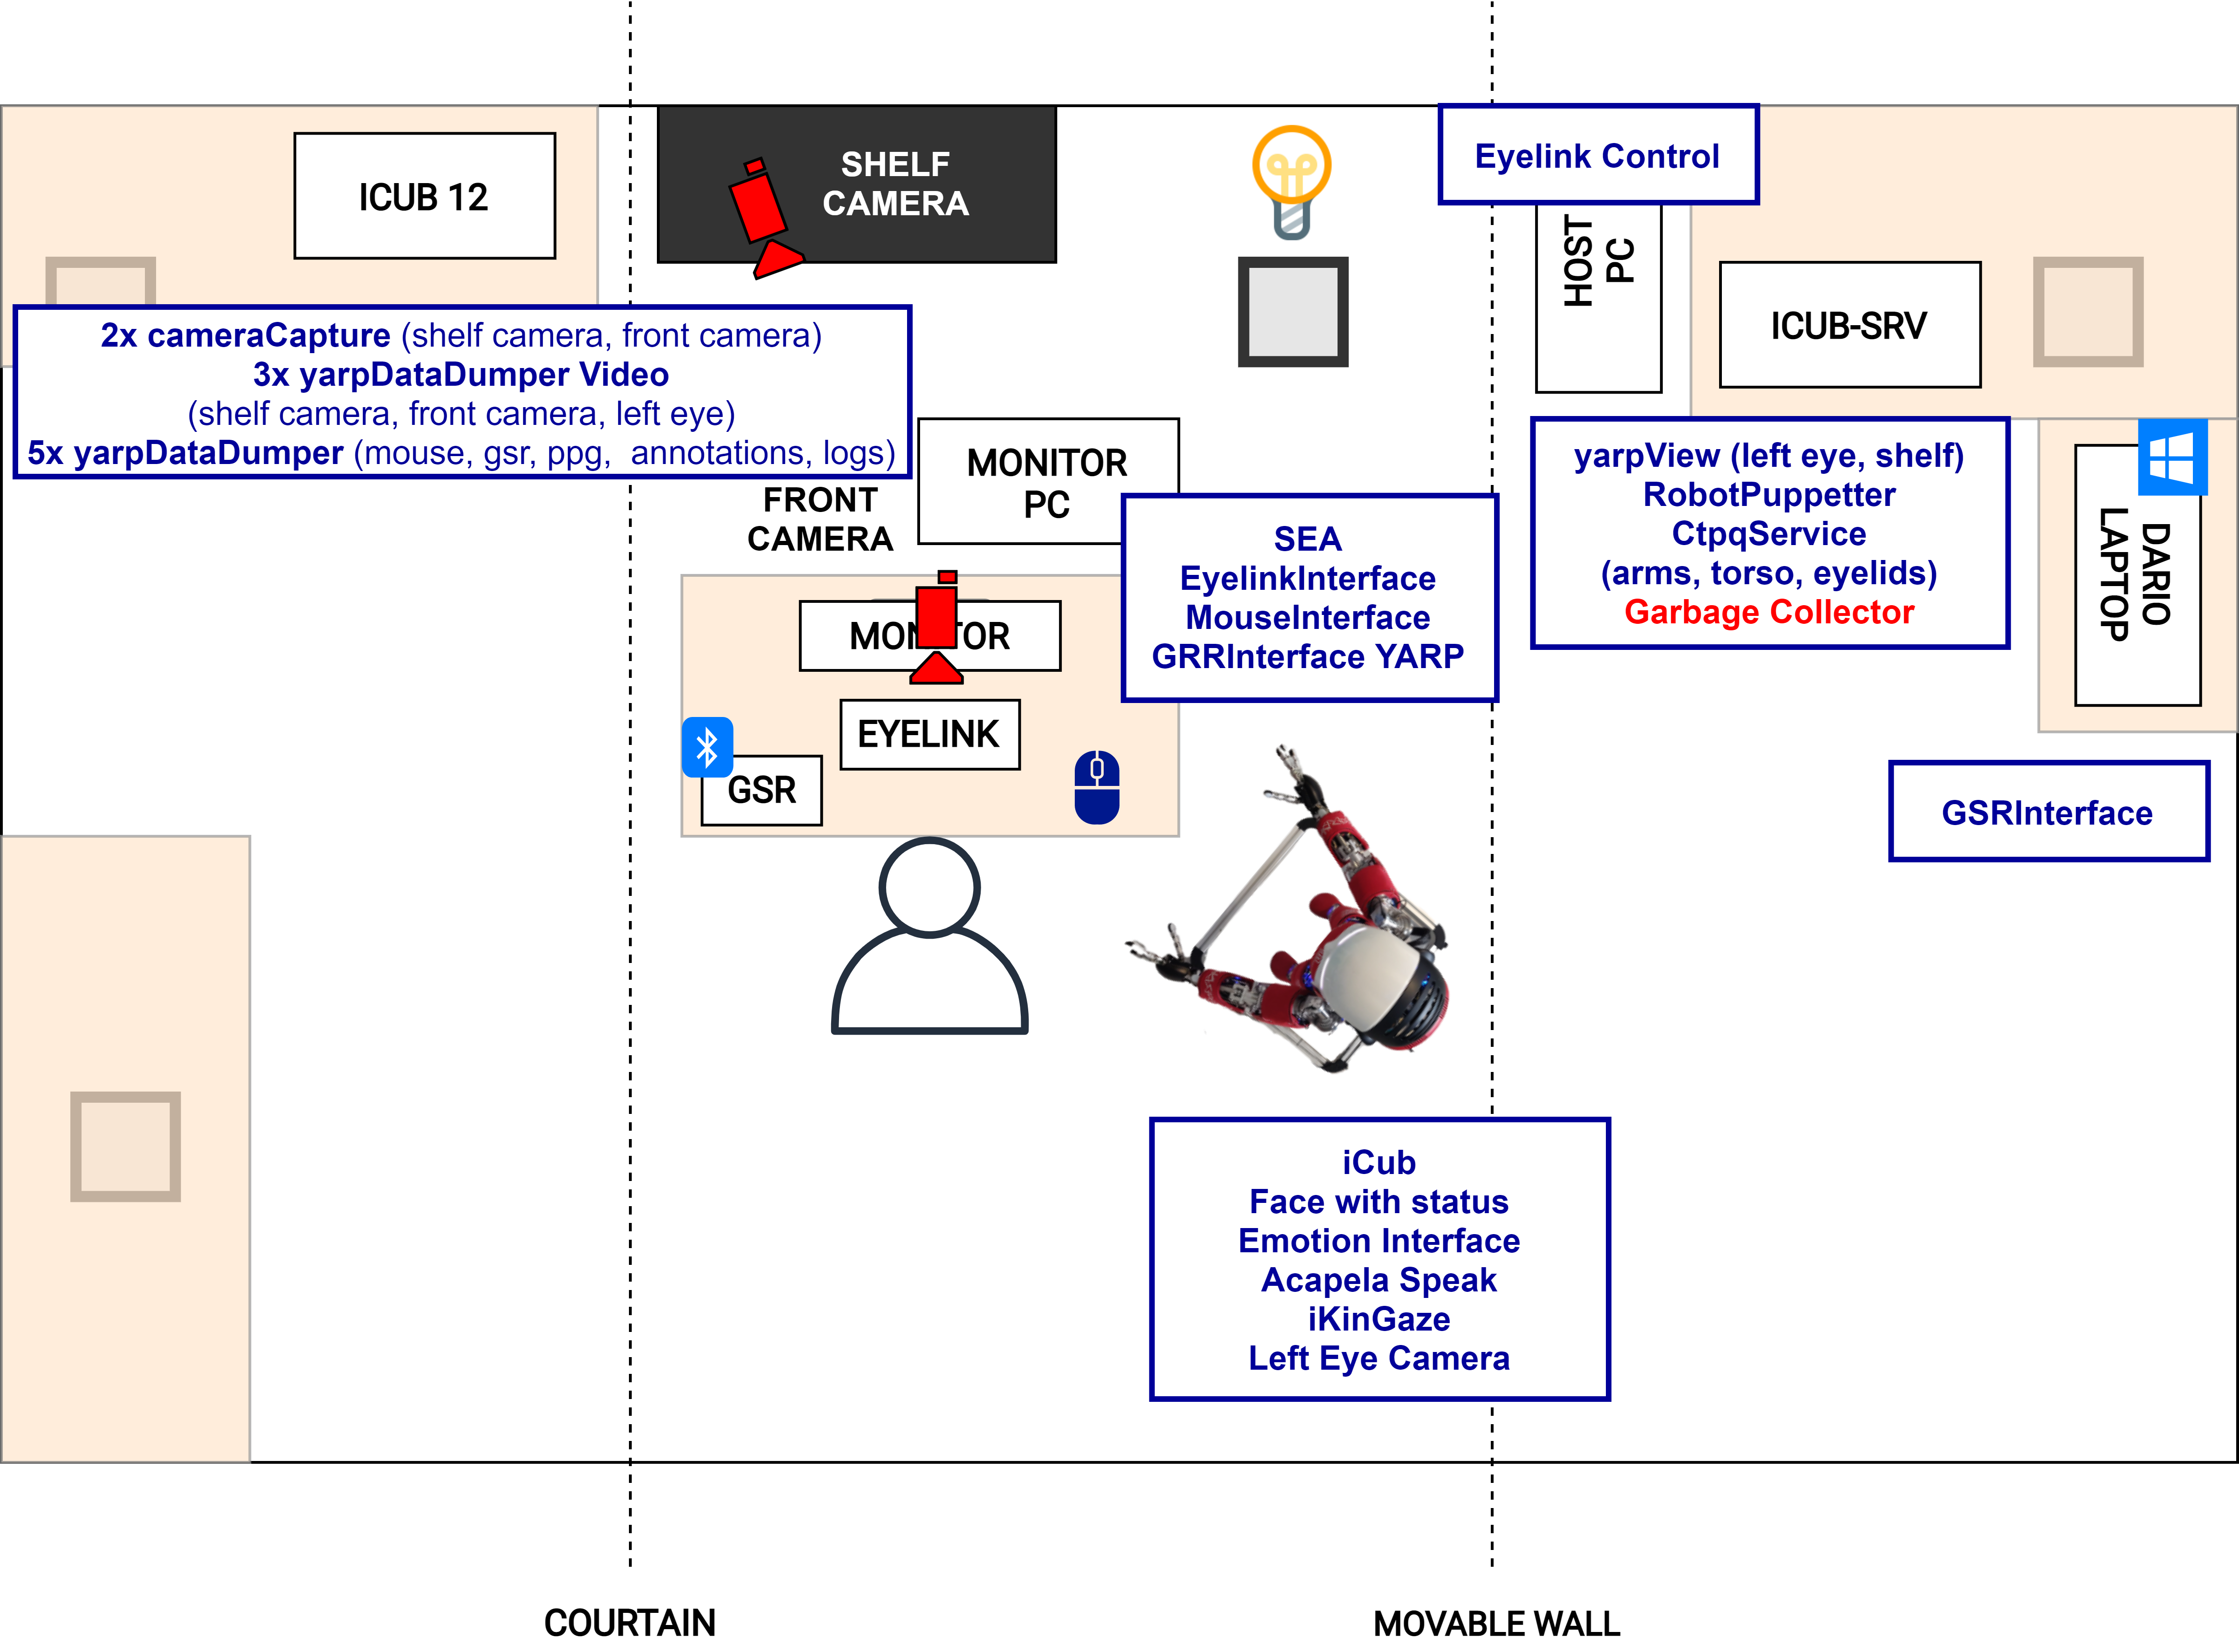 Eyelink Control
SHELF
CAMERA
ICUB 12
HOST
PC
ICUB-SRV
2x cameraCapture (shelf camera, front camera)
3x yarpDataDumper Video
(shelf camera, front camera, left eye)
5x yarpDataDumper (mouse, gsr, ppg, annotations, logs)
MONITOR
PC
FRONT
CAMERA
yarpView (left eye, shelf)
RobotPuppetter
CtpqService
(arms, torso, eyelids)
Garbage Collector
DARIO
LAPTOP
SEA
EyelinkInterface
MouseInterface
GRRInterface YARP
MONITOR
EYELINK
GSR
GSRInterface
iCub
Face with status
Emotion Interface
Acapela Speak
iKinGaze
Left Eye Camera
COURTAIN
MOVABLE WALL